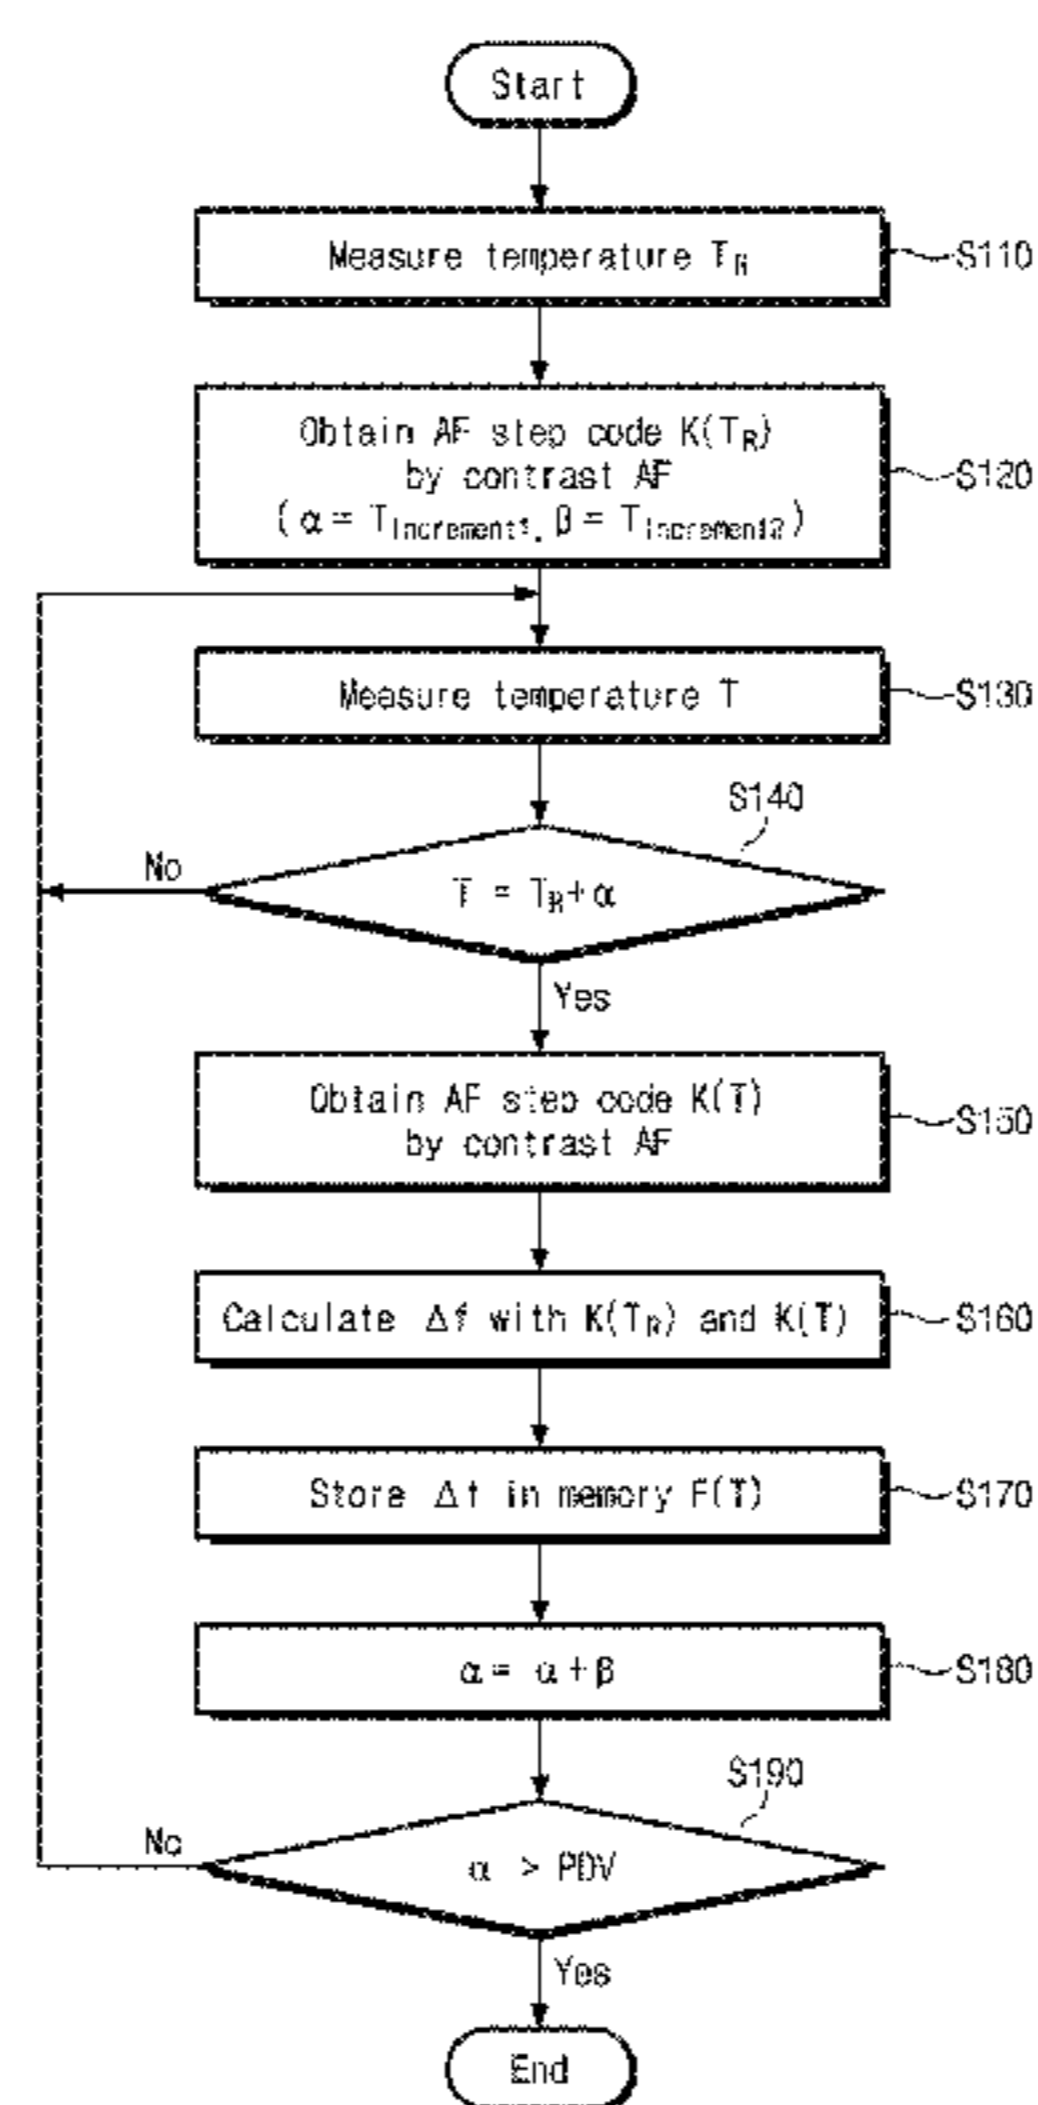 Start
Measure temperature T_R
S110
Obtain AF step code K(T_R)
by contrast AF
(α = T_increment1, β = T_increment2)
S120
Measure temperature T
S130
S140
No
T = T_R + α
Yes
Obtain AF step code K(T)
by contrast AF
S150
Calculate Δf with K(T_R) and K(T)
S160
Store Δf in memory F(T)
S170
α = α + β
S180
S190
No
α > PDV
Yes
End